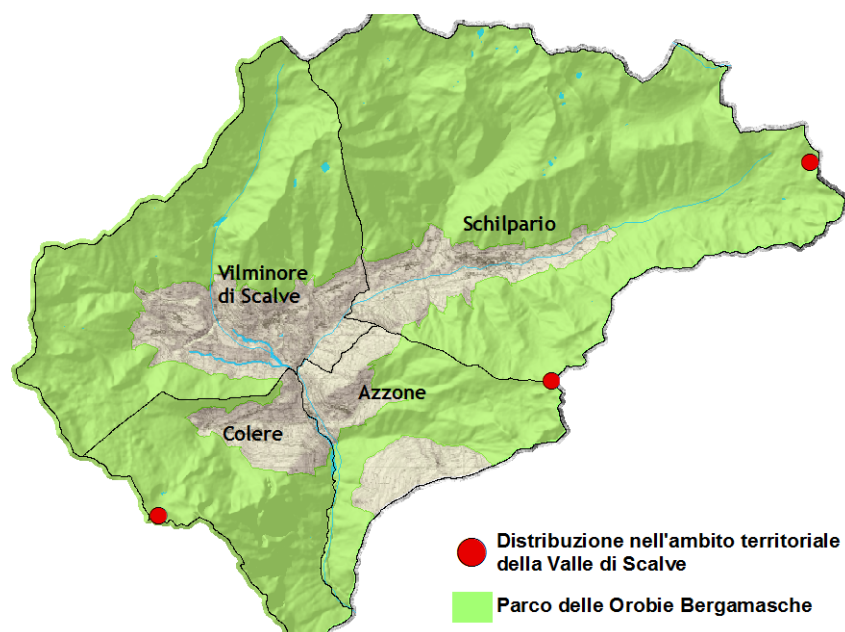 Schilpario
Vilminore
di Scalve
Azzone
Colere
Distribuzione nell'ambito territoriale
della Valle di Scalve
Parco delle Orobie Bergamasche